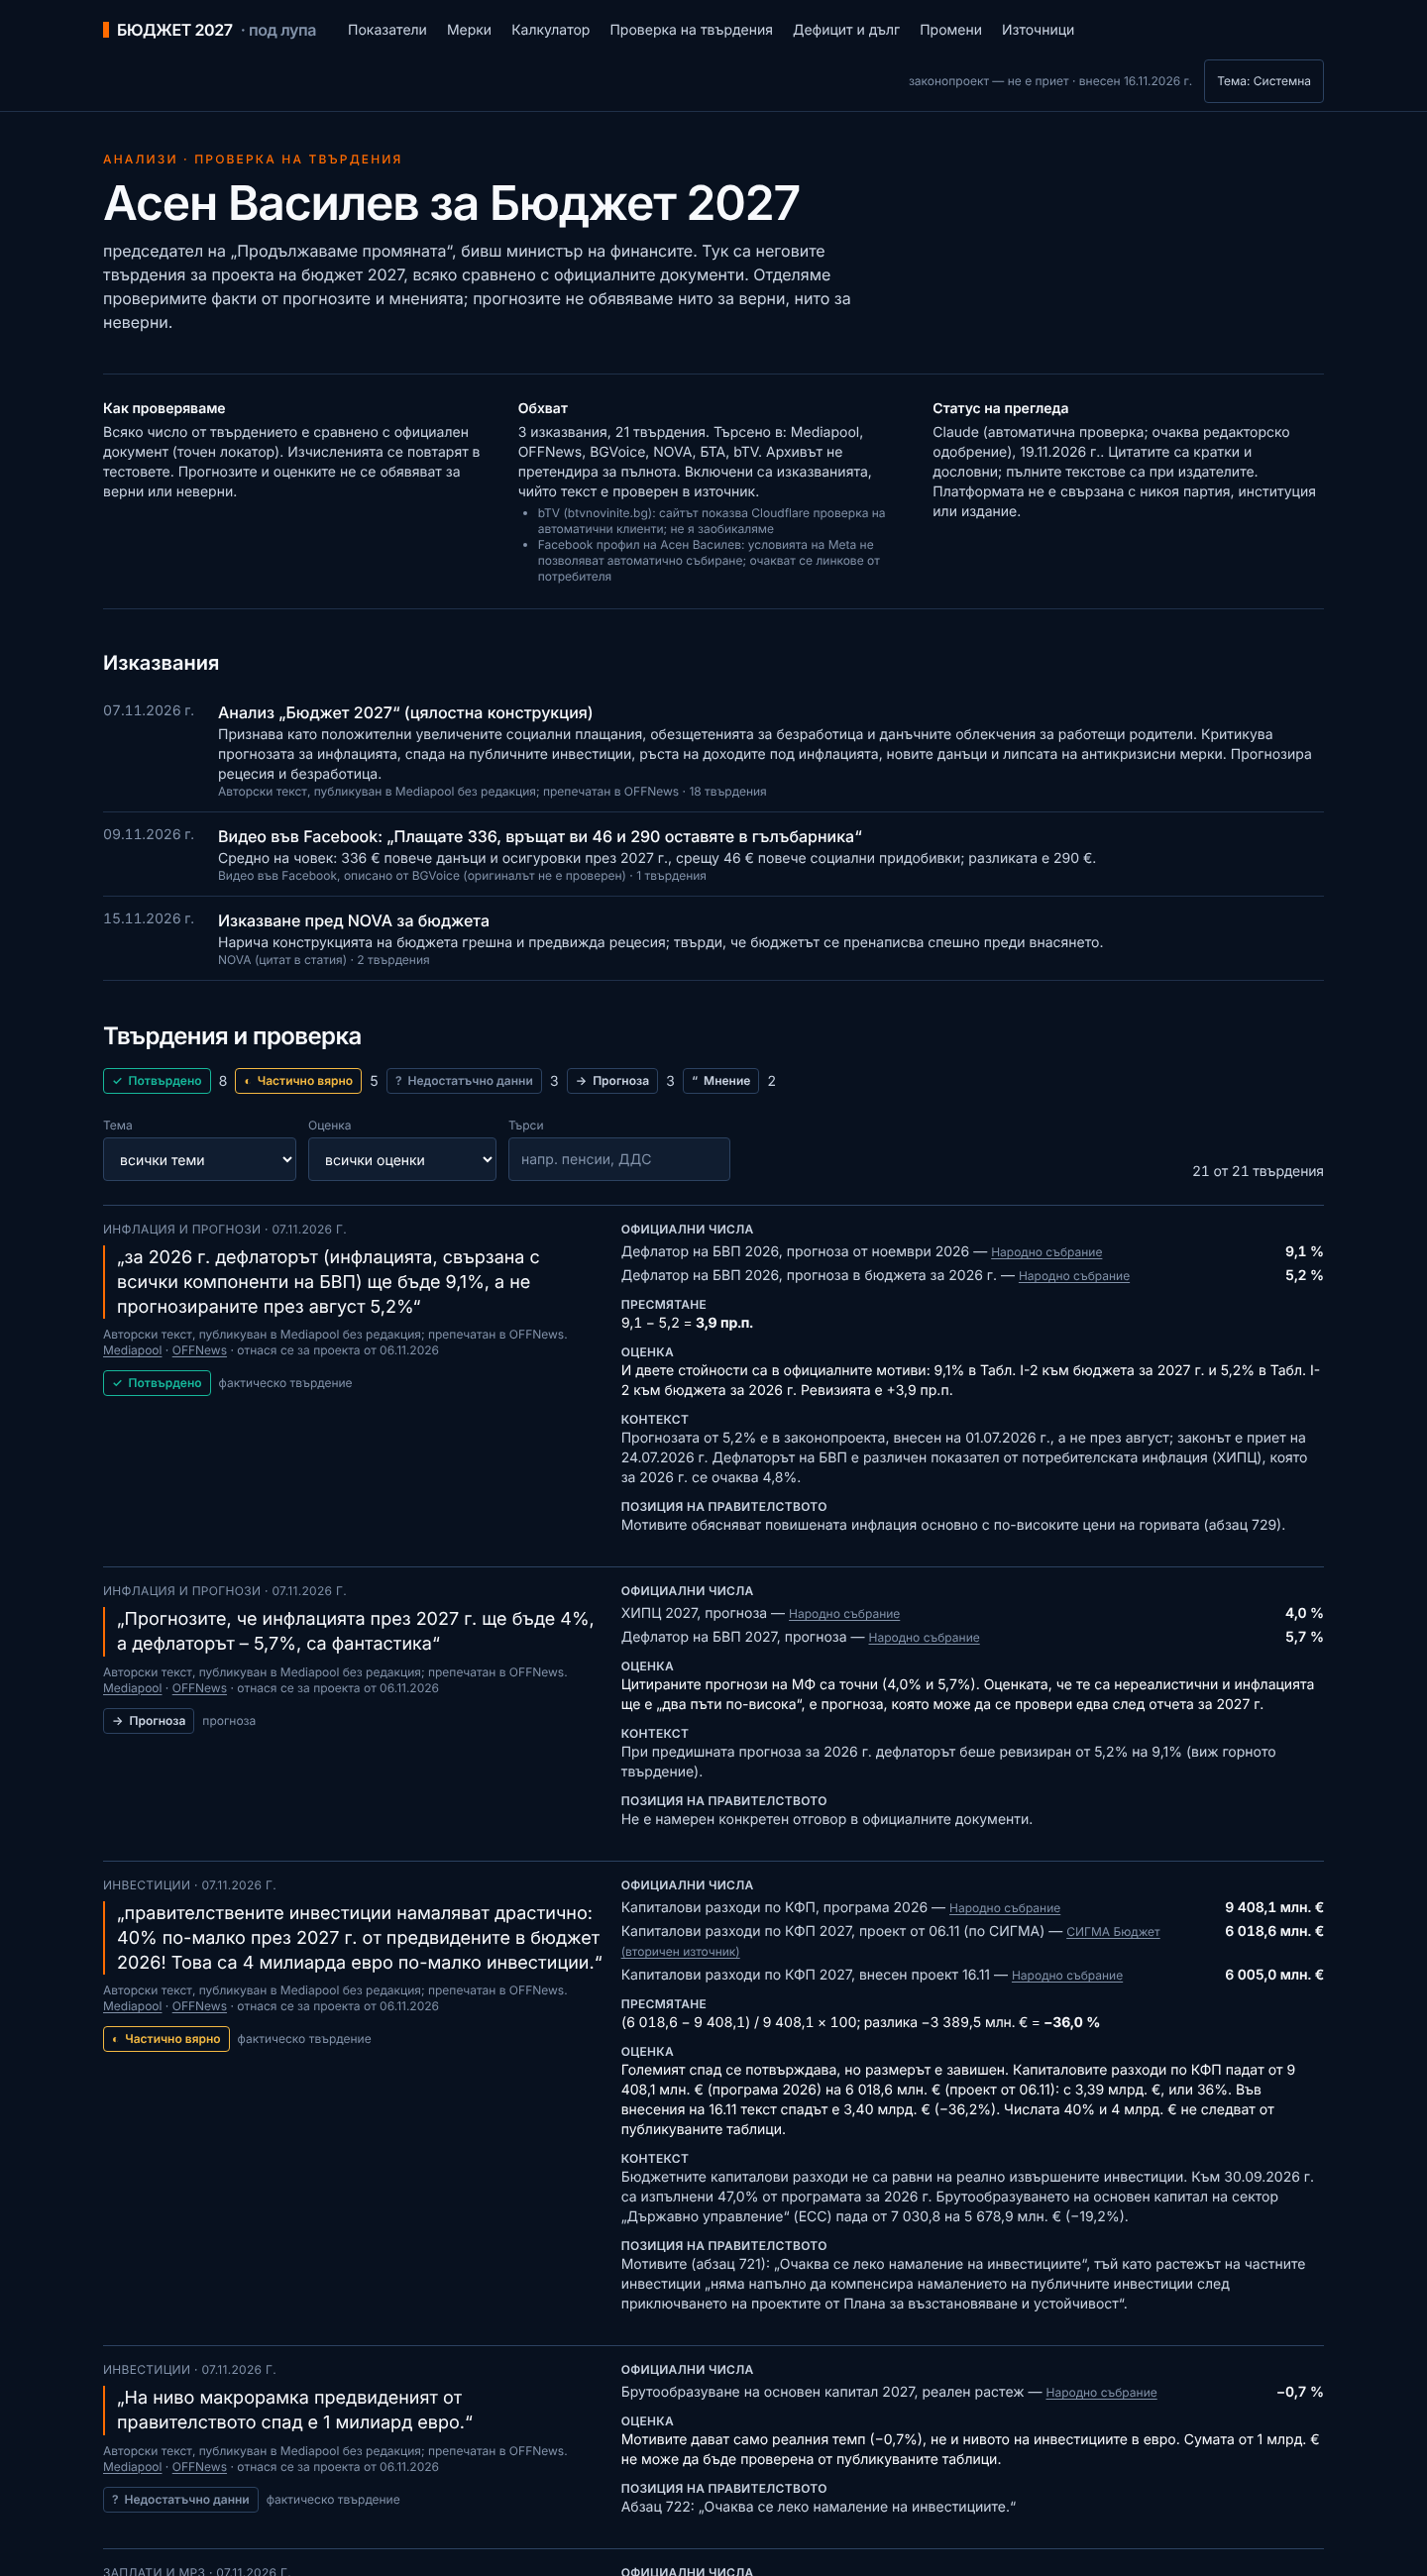 БЮДЖЕТ 2027 · под лупа
Показатели Мерки Калкулатор Проверка на твърдения Дефицит и дълг Промени Източници
законопроект — не е приет · внесен 16.11.2026 г. Тема: Системна
АНАЛИЗИ · ПРОВЕРКА НА ТВЪРДЕНИЯ
Асен Василев за Бюджет 2027
председател на „Продължаваме промяната“, бивш министър на финансите. Тук са неговите
твърдения за проекта на бюджет 2027, всяко сравнено с официалните документи. Отделяме
проверимите факти от прогнозите и мненията; прогнозите не обявяваме нито за верни, нито за
неверни.
Как проверяваме
Всяко число от твърдението е сравнено с официален
документ (точен локатор). Изчисленията се повтарят в
тестовете. Прогнозите и оценките не се обявяват за
верни или неверни.
Обхват
3 изказвания, 21 твърдения. Търсено в: Mediapool,
OFFNews, BGVoice, NOVA, БТА, bTV. Архивът не
претендира за пълнота. Включени са изказванията,
чийто текст е проверен в източник.
• bTV (btvnovinite.bg): сайтът показва Cloudflare проверка на
автоматични клиенти; не я заобикаляме
• Facebook профил на Асен Василев: условията на Meta не
позволяват автоматично събиране; очакват се линкове от
потребителя
Статус на прегледа
Claude (автоматична проверка; очаква редакторско
одобрение), 19.11.2026 г.. Цитатите са кратки и
дословни; пълните текстове са при издателите.
Платформата не е свързана с никоя партия, институция
или издание.
Изказвания
07.11.2026 г.
Анализ „Бюджет 2027“ (цялостна конструкция)
Признава като положителни увеличените социални плащания, обезщетенията за безработица и данъчните облекчения за работещи родители. Критикува
прогнозата за инфлацията, спада на публичните инвестиции, ръста на доходите под инфлацията, новите данъци и липсата на антикризисни мерки. Прогнозира
рецесия и безработица.
Авторски текст, публикуван в Mediapool без редакция; препечатан в OFFNews · 18 твърдения
09.11.2026 г.
Видео във Facebook: „Плащате 336, връщат ви 46 и 290 оставяте в гълъбарника“
Средно на човек: 336 € повече данъци и осигуровки през 2027 г., срещу 46 € повече социални придобивки; разликата е 290 €.
Видео във Facebook, описано от BGVoice (оригиналът не е проверен) · 1 твърдения
15.11.2026 г.
Изказване пред NOVA за бюджета
Нарича конструкцията на бюджета грешна и предвижда рецесия; твърди, че бюджетът се пренаписва спешно преди внасянето.
NOVA (цитат в статия) · 2 твърдения
Твърдения и проверка
✓ Потвърдено 8 ◖ Частично вярно 5 ? Недостатъчно данни 3 → Прогноза 3 “ Мнение 2
Тема Оценка Търси
всички теми всички оценки напр. пенсии, ДДС
21 от 21 твърдения
ИНФЛАЦИЯ И ПРОГНОЗИ · 07.11.2026 Г.
„за 2026 г. дефлаторът (инфлацията, свързана с
всички компоненти на БВП) ще бъде 9,1%, а не
прогнозираните през август 5,2%“
Авторски текст, публикуван в Mediapool без редакция; препечатан в OFFNews.
Mediapool · OFFNews · отнася се за проекта от 06.11.2026
✓ Потвърдено фактическо твърдение
ОФИЦИАЛНИ ЧИСЛА
Дефлатор на БВП 2026, прогноза от ноември 2026 — Народно събрание 9,1 %
Дефлатор на БВП 2026, прогноза в бюджета за 2026 г. — Народно събрание 5,2 %
ПРЕСМЯТАНЕ
9,1 − 5,2 = 3,9 пр.п.
ОЦЕНКА
И двете стойности са в официалните мотиви: 9,1% в Табл. I-2 към бюджета за 2027 г. и 5,2% в Табл. I-
2 към бюджета за 2026 г. Ревизията е +3,9 пр.п.
КОНТЕКСТ
Прогнозата от 5,2% е в законопроекта, внесен на 01.07.2026 г., а не през август; законът е приет на
24.07.2026 г. Дефлаторът на БВП е различен показател от потребителската инфлация (ХИПЦ), която
за 2026 г. се очаква 4,8%.
ПОЗИЦИЯ НА ПРАВИТЕЛСТВОТО
Мотивите обясняват повишената инфлация основно с по-високите цени на горивата (абзац 729).
ИНФЛАЦИЯ И ПРОГНОЗИ · 07.11.2026 Г.
„Прогнозите, че инфлацията през 2027 г. ще бъде 4%,
а дефлаторът – 5,7%, са фантастика“
Авторски текст, публикуван в Mediapool без редакция; препечатан в OFFNews.
Mediapool · OFFNews · отнася се за проекта от 06.11.2026
→ Прогноза прогноза
ОФИЦИАЛНИ ЧИСЛА
ХИПЦ 2027, прогноза — Народно събрание 4,0 %
Дефлатор на БВП 2027, прогноза — Народно събрание 5,7 %
ОЦЕНКА
Цитираните прогнози на МФ са точни (4,0% и 5,7%). Оценката, че те са нереалистични и инфлацията
ще е „два пъти по-висока“, е прогноза, която може да се провери едва след отчета за 2027 г.
КОНТЕКСТ
При предишната прогноза за 2026 г. дефлаторът беше ревизиран от 5,2% на 9,1% (виж горното
твърдение).
ПОЗИЦИЯ НА ПРАВИТЕЛСТВОТО
Не е намерен конкретен отговор в официалните документи.
ИНВЕСТИЦИИ · 07.11.2026 Г.
„правителствените инвестиции намаляват драстично:
40% по-малко през 2027 г. от предвидените в бюджет
2026! Това са 4 милиарда евро по-малко инвестиции.“
Авторски текст, публикуван в Mediapool без редакция; препечатан в OFFNews.
Mediapool · OFFNews · отнася се за проекта от 06.11.2026
◖ Частично вярно фактическо твърдение
ОФИЦИАЛНИ ЧИСЛА
Капиталови разходи по КФП, програма 2026 — Народно събрание 9 408,1 млн. €
Капиталови разходи по КФП 2027, проект от 06.11 (по СИГМА) — СИГМА Бюджет 6 018,6 млн. €
(вторичен източник)
Капиталови разходи по КФП 2027, внесен проект 16.11 — Народно събрание 6 005,0 млн. €
ПРЕСМЯТАНЕ
(6 018,6 − 9 408,1) / 9 408,1 × 100; разлика −3 389,5 млн. € = −36,0 %
ОЦЕНКА
Големият спад се потвърждава, но размерът е завишен. Капиталовите разходи по КФП падат от 9
408,1 млн. € (програма 2026) на 6 018,6 млн. € (проект от 06.11): с 3,39 млрд. €, или 36%. Във
внесения на 16.11 текст спадът е 3,40 млрд. € (−36,2%). Числата 40% и 4 млрд. € не следват от
публикуваните таблици.
КОНТЕКСТ
Бюджетните капиталови разходи не са равни на реално извършените инвестиции. Към 30.09.2026 г.
са изпълнени 47,0% от програмата за 2026 г. Брутообразуването на основен капитал на сектор
„Държавно управление“ (ЕСС) пада от 7 030,8 на 5 678,9 млн. € (−19,2%).
ПОЗИЦИЯ НА ПРАВИТЕЛСТВОТО
Мотивите (абзац 721): „Очаква се леко намаление на инвестициите“, тъй като растежът на частните
инвестиции „няма напълно да компенсира намалението на публичните инвестиции след
приключването на проектите от Плана за възстановяване и устойчивост“.
ИНВЕСТИЦИИ · 07.11.2026 Г.
„На ниво макрорамка предвиденият от
правителството спад е 1 милиард евро.“
Авторски текст, публикуван в Mediapool без редакция; препечатан в OFFNews.
Mediapool · OFFNews · отнася се за проекта от 06.11.2026
? Недостатъчно данни фактическо твърдение
ОФИЦИАЛНИ ЧИСЛА
Брутообразуване на основен капитал 2027, реален растеж — Народно събрание −0,7 %
ОЦЕНКА
Мотивите дават само реалния темп (−0,7%), не и нивото на инвестициите в евро. Сумата от 1 млрд. €
не може да бъде проверена от публикуваните таблици.
ПОЗИЦИЯ НА ПРАВИТЕЛСТВОТО
Абзац 722: „Очаква се леко намаление на инвестициите.“
ЗАПЛАТИ И МРЗ · 07.11.2026 Г.
ОФИЦИАЛНИ ЧИСЛА